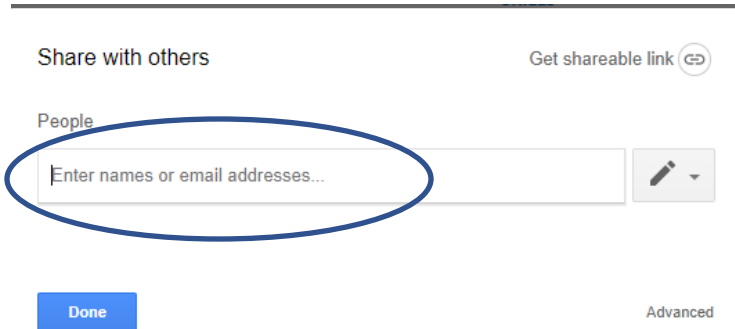 Share with others
Get shareable link
People
Enter names or email addresses...
Done
Advanced